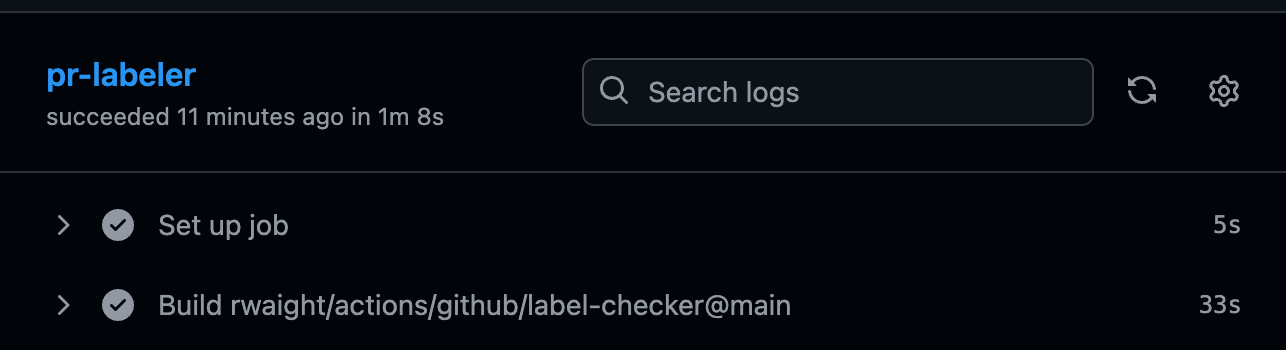 pr-labeler
succeeded 11 minutes ago in 1m 8s
Search logs
Set up job 5s
Build rwaight/actions/github/label-checker@main 33s